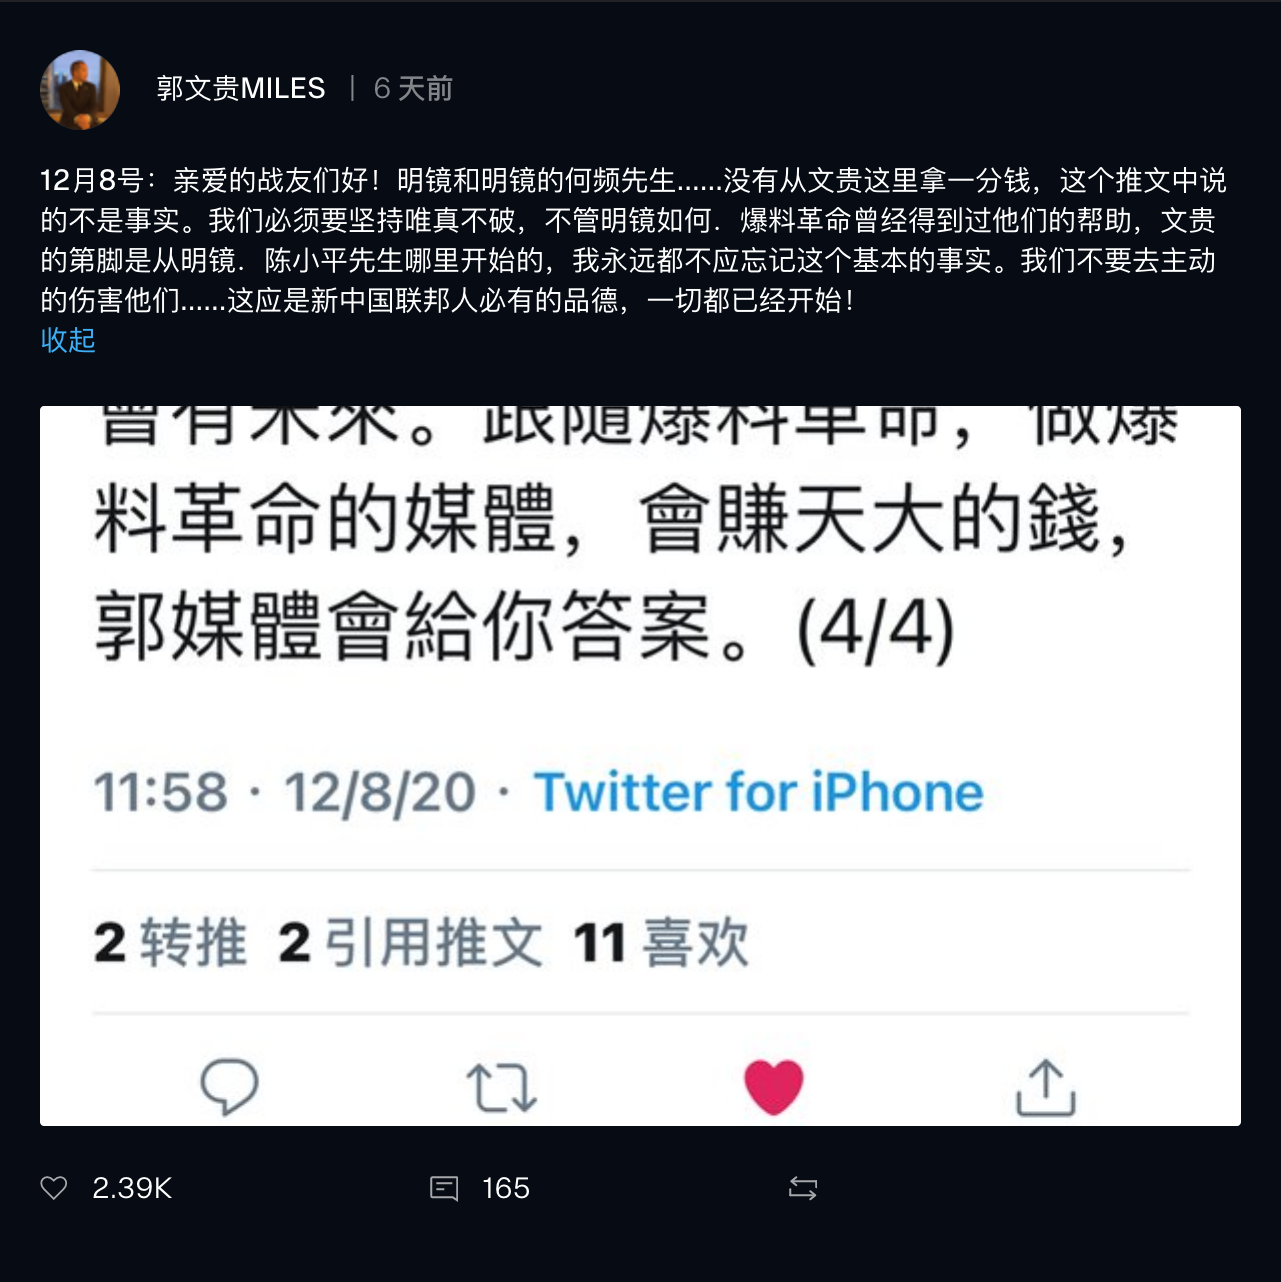 郭文贵MILES | 6 天前
12月8号：亲爱的战友们好！明镜和明镜的何频先生……没有从文贵这里拿一分钱，这个推文中说
的不是事实。我们必须要坚持唯真不破，不管明镜如何．爆料革命曾经得到过他们的帮助，文贵
的第脚是从明镜．陈小平先生哪里开始的，我永远都不应忘记这个基本的事实。我们不要去主动
的伤害他们……这应是新中国联邦人必有的品德，一切都已经开始！
收起
會有未來。跟隨爆料革命，做爆
料革命的媒體，會賺天大的錢，
郭媒體會給你答案。(4/4)
11:58 · 12/8/20 · Twitter for iPhone
2 转推 2 引用推文 11 喜欢
2.39K 165